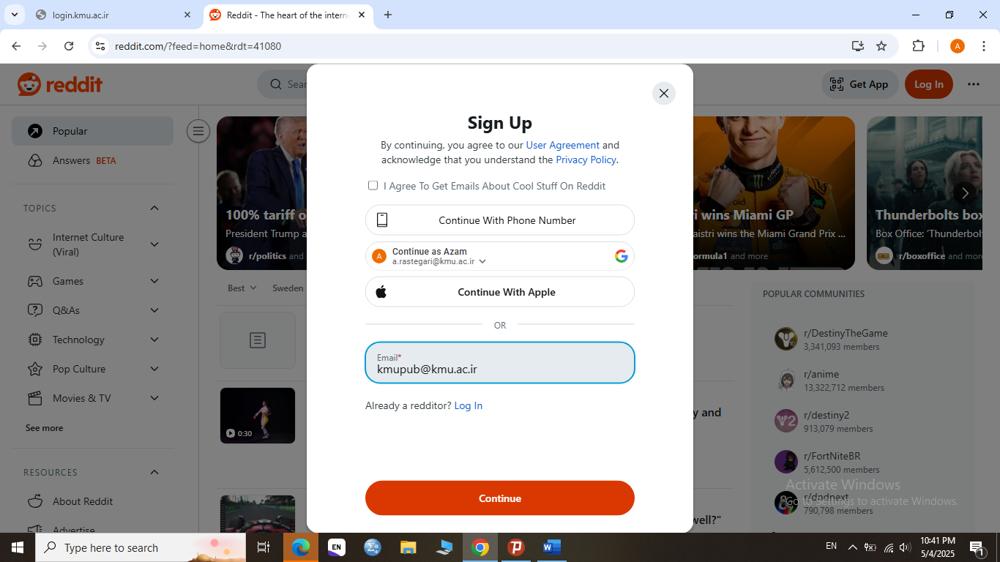 login.kmu.ac.ir
Reddit - The heart of the interne
reddit.com/?feed=home&rdt=41080
A
reddit
Sear
Get App
Log In
Popular
Answers BETA
TOPICS
Internet Culture
(Viral)
Games
Q&As
Technology
Pop Culture
Movies & TV
See more
RESOURCES
About Reddit
Advertise
100% tariff o
President Trump a
r/politics and
Best
Sweden
0:30
Sign Up
By continuing, you agree to our User Agreement and
acknowledge that you understand the Privacy Policy.
I Agree To Get Emails About Cool Stuff On Reddit
Continue With Phone Number
A
Continue as Azam
a.rastegari@kmu.ac.ir
Continue With Apple
OR
Email*
kmupub@kmu.ac.ir
Already a redditor? Log In
Continue
i wins Miami GP
astri wins the Miami Grand Prix ...
ormula1 and more
Thunderbolts box
Box Office: 'Thunderbolt
r/boxoffice and more
y and
well?"
POPULAR COMMUNITIES
r/DestinyTheGame
3,341,093 members
r/anime
13,322,712 members
r/destiny2
913,079 members
r/FortNiteBR
5,612,500 members
r/dndnext
790,798 members
Activate Windows
Go to Settings to activate Windows.
Type here to search
EN
EN
10:41 PM
5/4/2025
1